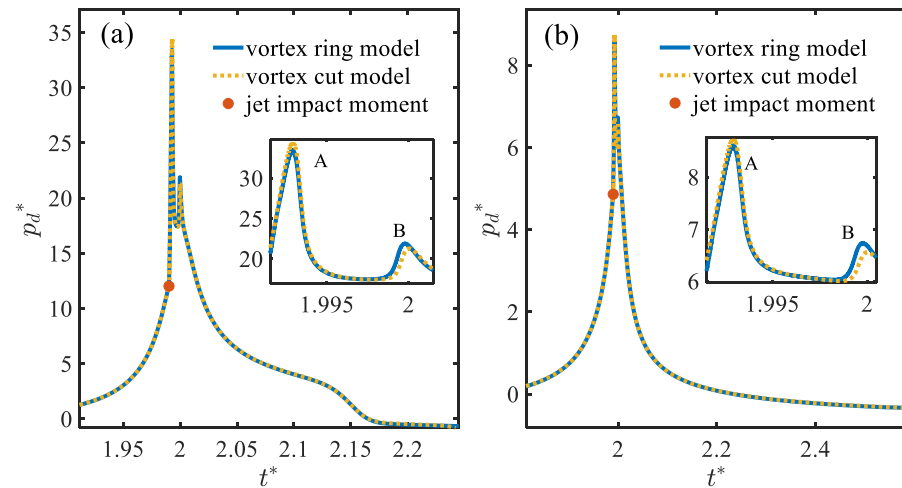 (a)
vortex ring model
vortex cut model
jet impact moment
35
30
25
20
15
10
5
0
p_d^*
1.95
2
2.05
2.1
2.15
2.2
t^*
A
B
30
25
20
1.995
2
(b)
vortex ring model
vortex cut model
jet impact moment
8
6
4
2
0
p_d^*
2
2.2
2.4
t^*
A
B
8
7
6
1.995
2